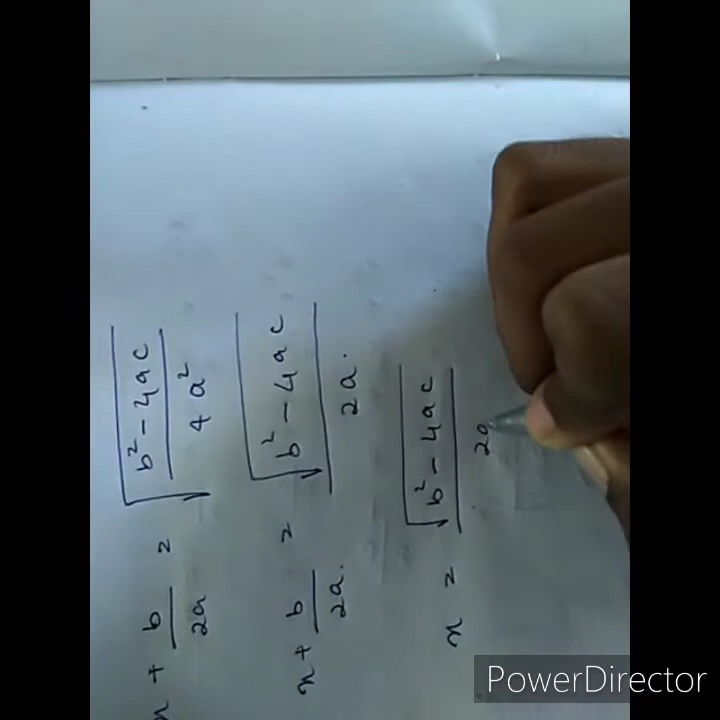 x + b/2a = √(b² - 4ac / 4a²)
x + b/2a. = √(b² - 4ac) / 2a.
x = √(b² - 4ac) / 2a
PowerDirector